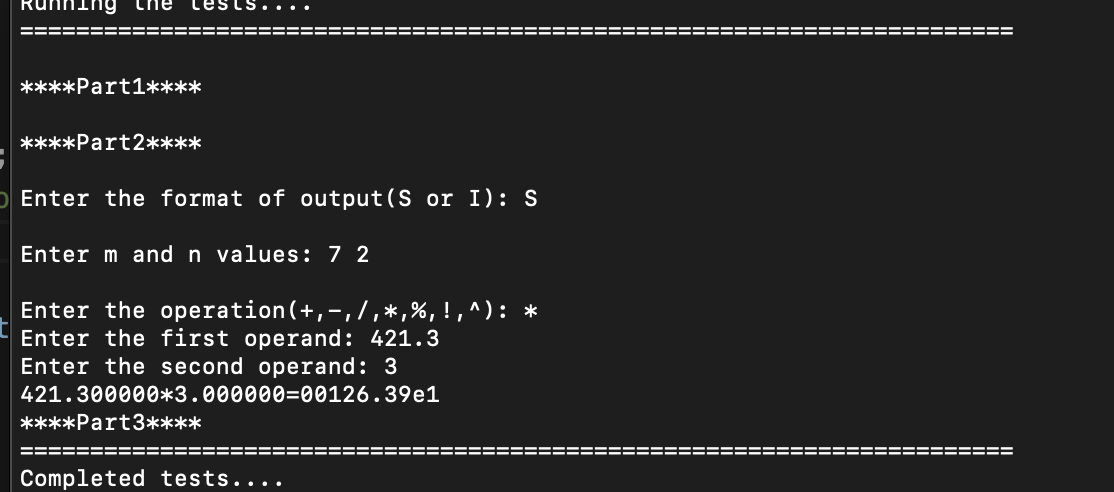 Running the tests....
=======================================================================
****Part1****
****Part2****
Enter the format of output(S or I): S
Enter m and n values: 7 2
Enter the operation(+,-,/,*,%,!,^): *
Enter the first operand: 421.3
Enter the second operand: 3
421.300000*3.000000=00126.39e1
****Part3****
=======================================================================
Completed tests....